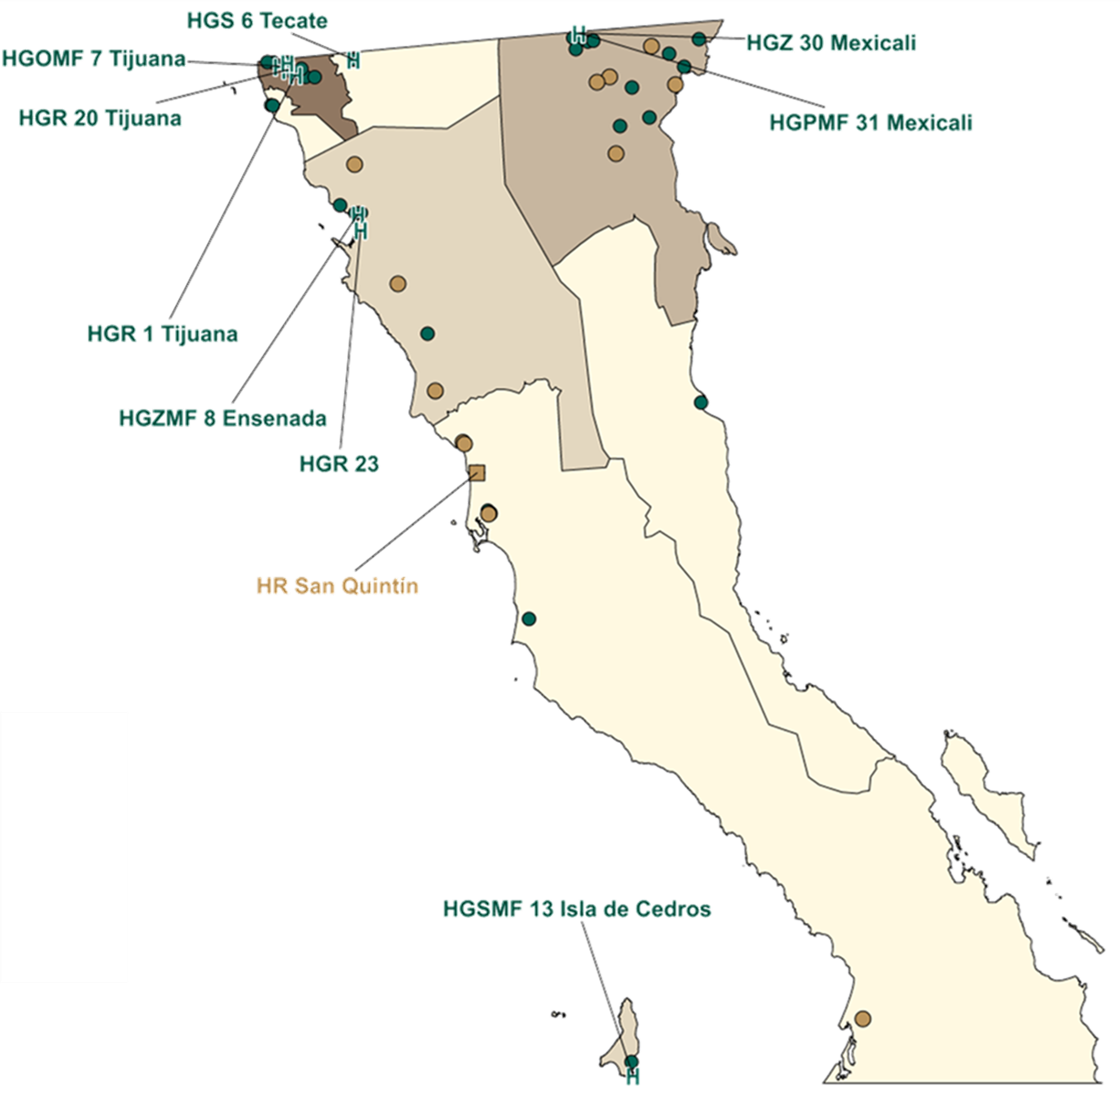 HGS 6 Tecate
HGOMF 7 Tijuana
HGZ 30 Mexicali
HGR 20 Tijuana
HGPMF 31 Mexicali
HGR 1 Tijuana
HGZMF 8 Ensenada
HGR 23
HR San Quintín
HGSMF 13 Isla de Cedros